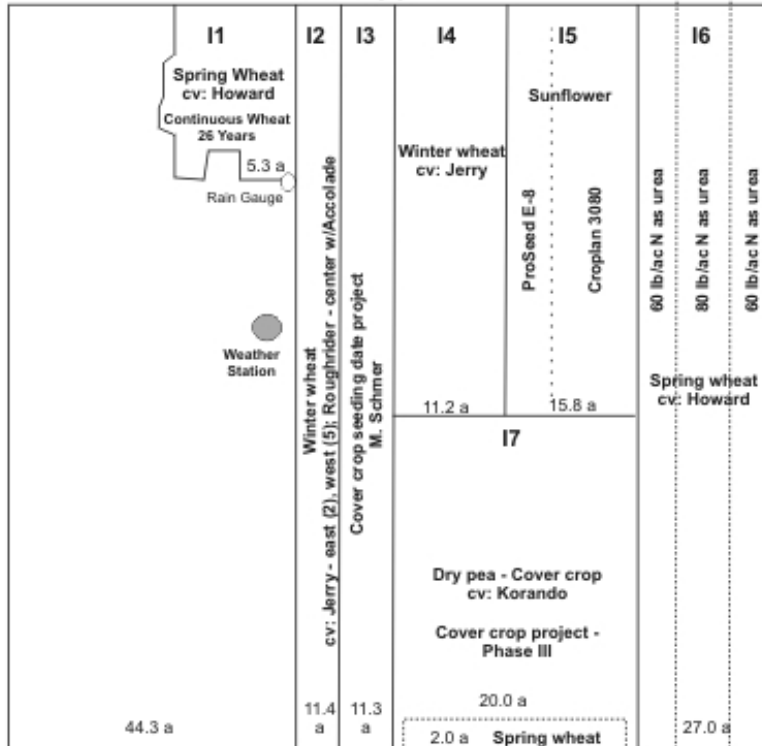 I1
Spring Wheat
cv: Howard
Continuous Wheat
26 Years
5.3 a
Rain Gauge
Weather
Station
44.3 a
I2
Winter wheat
cv: Jerry - east (2), west (5); Roughrider - center w/Accolade
11.4
a
I3
Cover crop seeding date project
M. Schmer
11.3
a
I4
Winter wheat
cv: Jerry
11.2 a
I5
Sunflower
ProSeed E-8
Croplan 3080
15.8 a
I6
60 lb/ac N as urea
80 lb/ac N as urea
60 lb/ac N as urea
Spring wheat
cv: Howard
27.0 a
I7
Dry pea - Cover crop
cv: Korando
Cover crop project -
Phase III
20.0 a
2.0 a Spring wheat